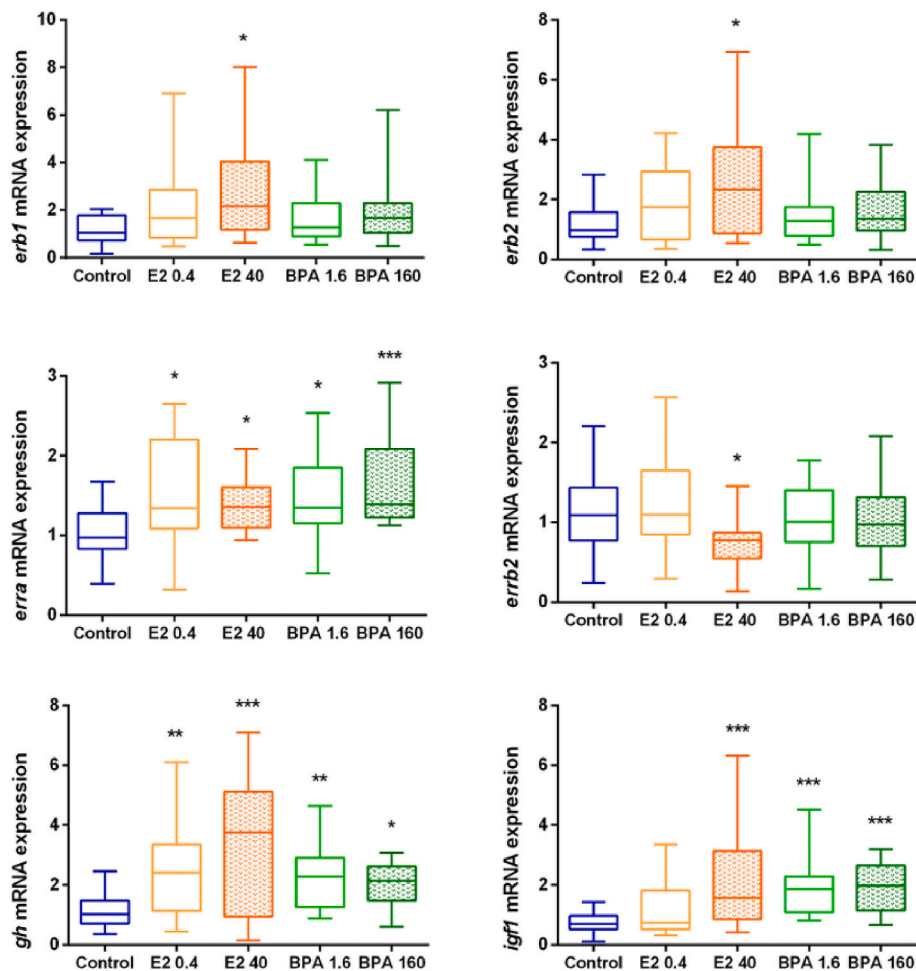 erb1 mRNA expression
10
8
6
4
2
0
*
Control E2 0.4 E2 40 BPA 1.6 BPA 160
erb2 mRNA expression
8
6
4
2
0
*
Control E2 0.4 E2 40 BPA 1.6 BPA 160
erra mRNA expression
3
2
1
0
* * * ***
Control E2 0.4 E2 40 BPA 1.6 BPA 160
errb2 mRNA expression
3
2
1
0
*
Control E2 0.4 E2 40 BPA 1.6 BPA 160
gh mRNA expression
8
6
4
2
0
** *** ** *
Control E2 0.4 E2 40 BPA 1.6 BPA 160
igf1 mRNA expression
8
6
4
2
0
*** *** ***
Control E2 0.4 E2 40 BPA 1.6 BPA 160